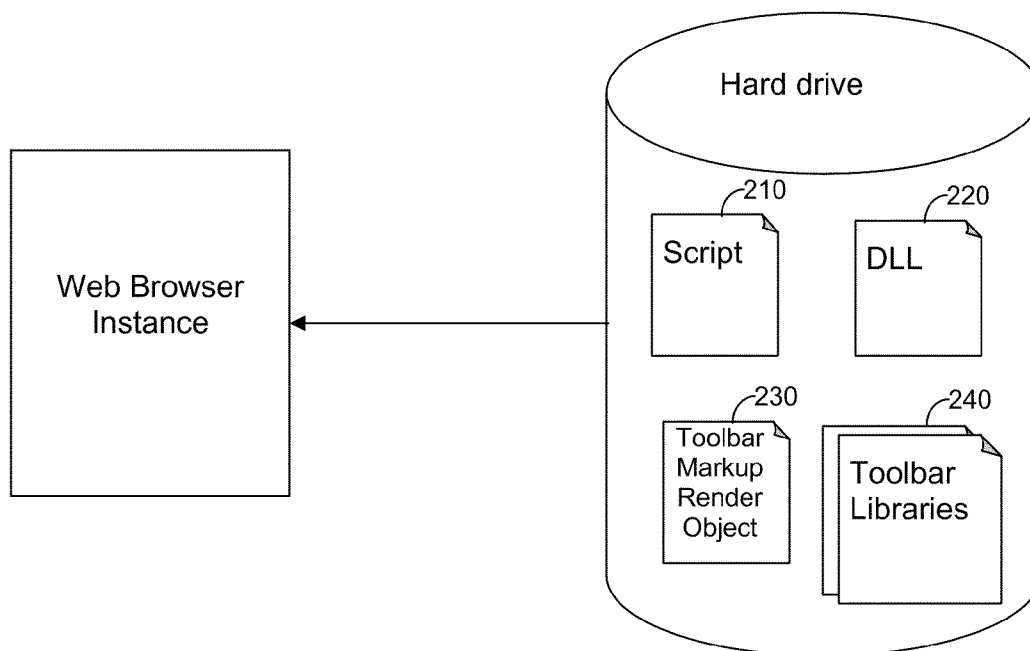 Hard drive
210
Script
220
DLL
Web Browser
Instance
230
Toolbar
Markup
Render
Object
240
Toolbar
Libraries